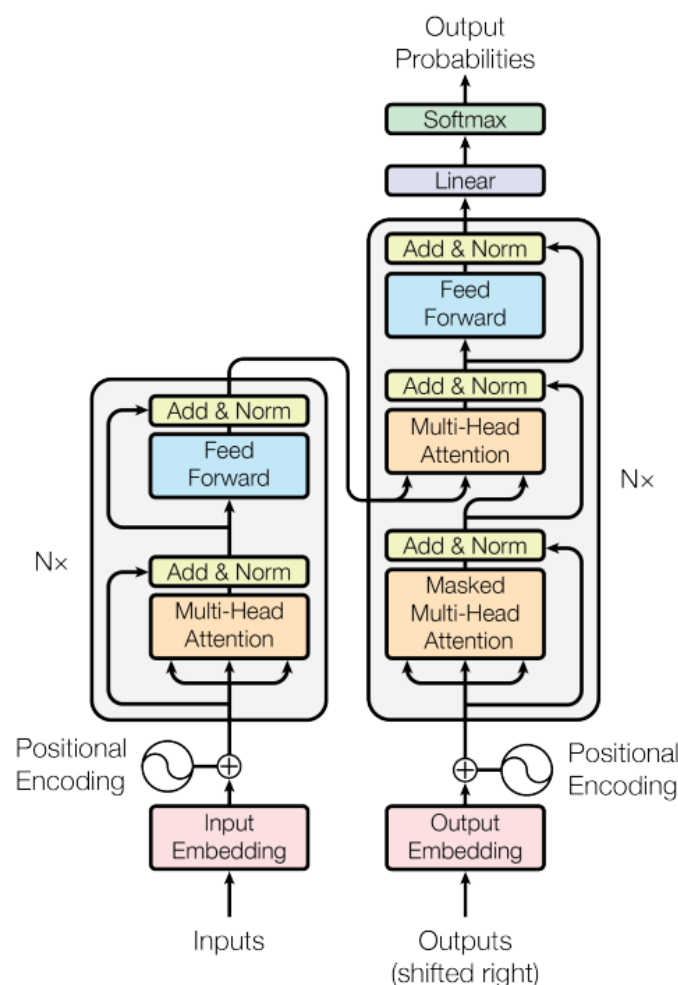 Output
Probabilities
Softmax
Linear
Add & Norm
Feed
Forward
Add & Norm
Multi-Head
Attention
Add & Norm
Masked
Multi-Head
Attention
N×
Add & Norm
Feed
Forward
Add & Norm
Multi-Head
Attention
N×
Positional
Encoding
Positional
Encoding
Input
Embedding
Output
Embedding
Inputs
Outputs
(shifted right)